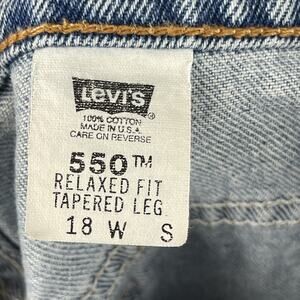 Levi's®
100% COTTON
MADE IN U.S.A.
CARE ON REVERSE
550™
RELAXED FIT
TAPERED LEG
18 W S